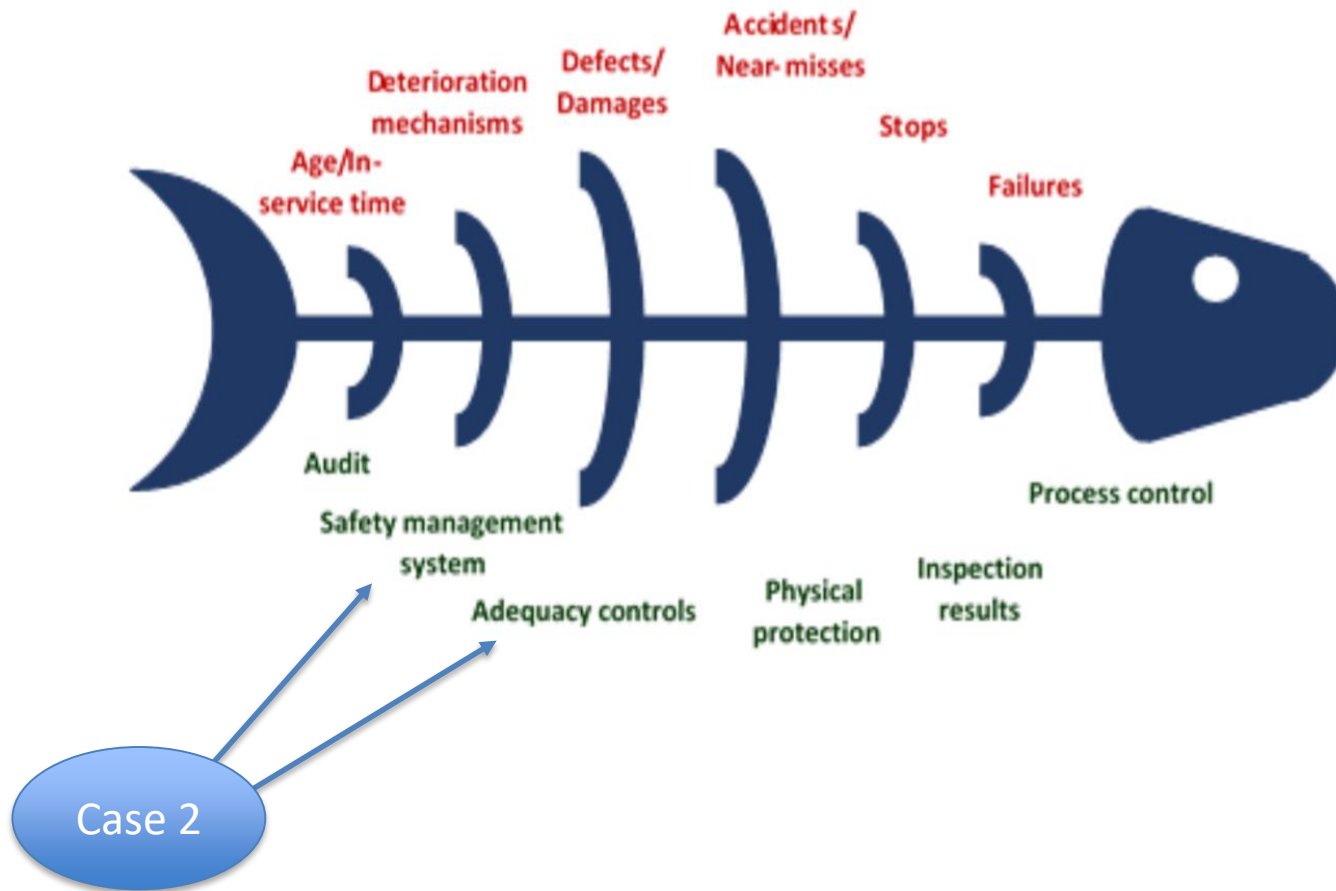 Accidents/
Near-misses
Defects/
Damages
Deterioration
mechanisms
Stops
Age/In-
service time
Failures
Audit
Process control
Safety management
system
Inspection
results
Physical
protection
Adequacy controls
Case 2